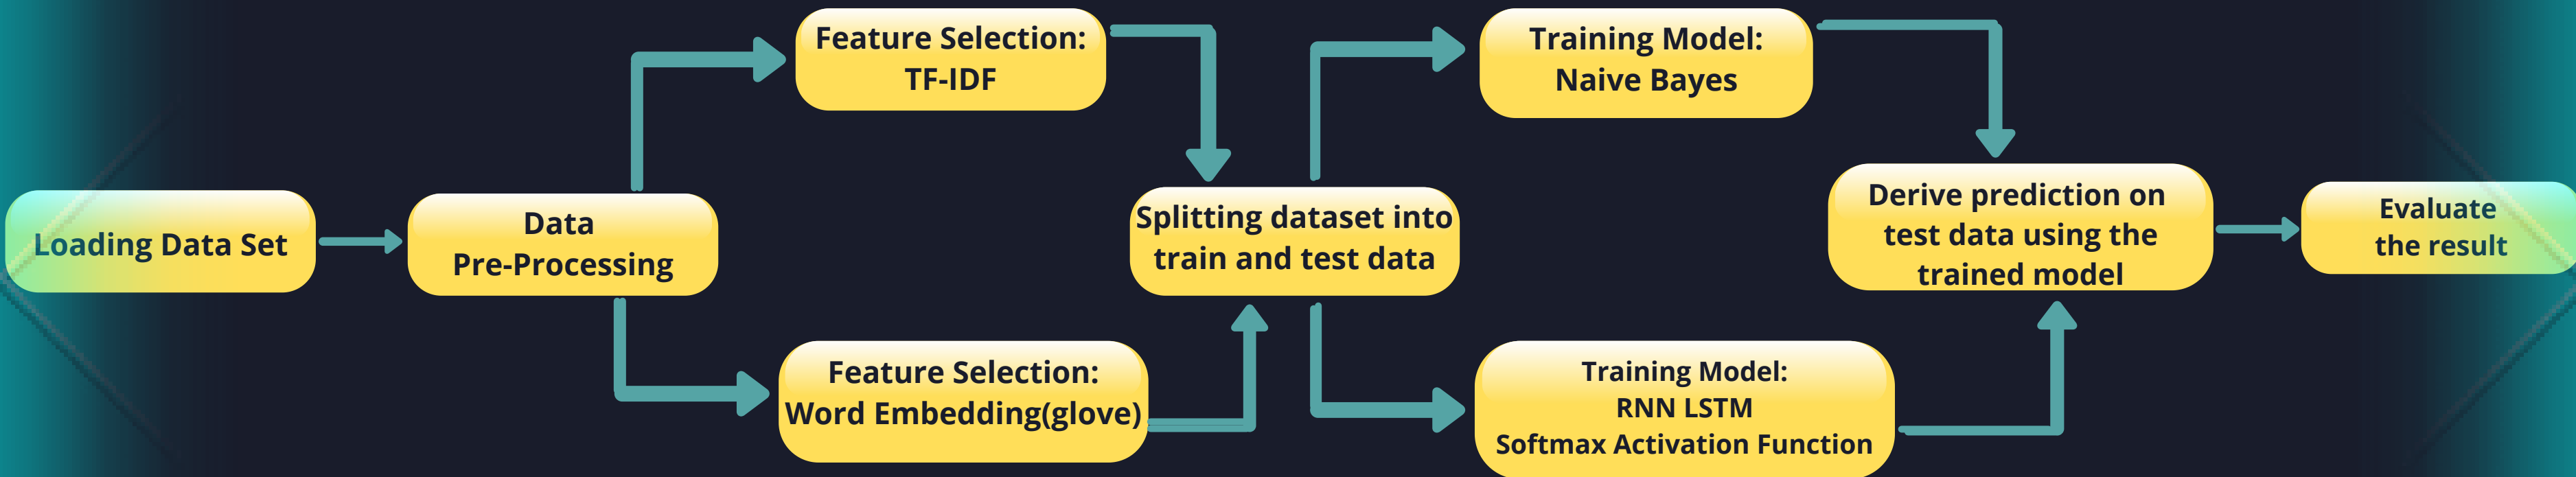 Loading Data Set
Data
Pre-Processing
Feature Selection:
TF-IDF
Feature Selection:
Word Embedding(glove)
Splitting dataset into
train and test data
Training Model:
Naive Bayes
Training Model:
RNN LSTM
Softmax Activation Function
Derive prediction on
test data using the
trained model
Evaluate
the result